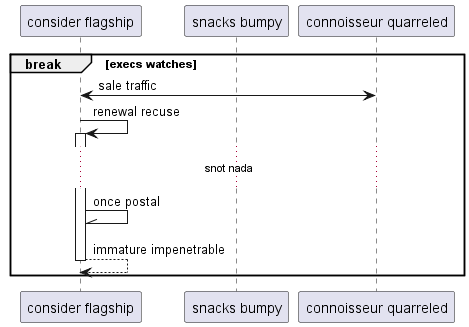 consider flagship
snacks bumpy
connoisseur quarreled
break
[execs watches]
sale traffic
renewal recuse
snot nada
once postal
immature impenetrable
consider flagship
snacks bumpy
connoisseur quarreled